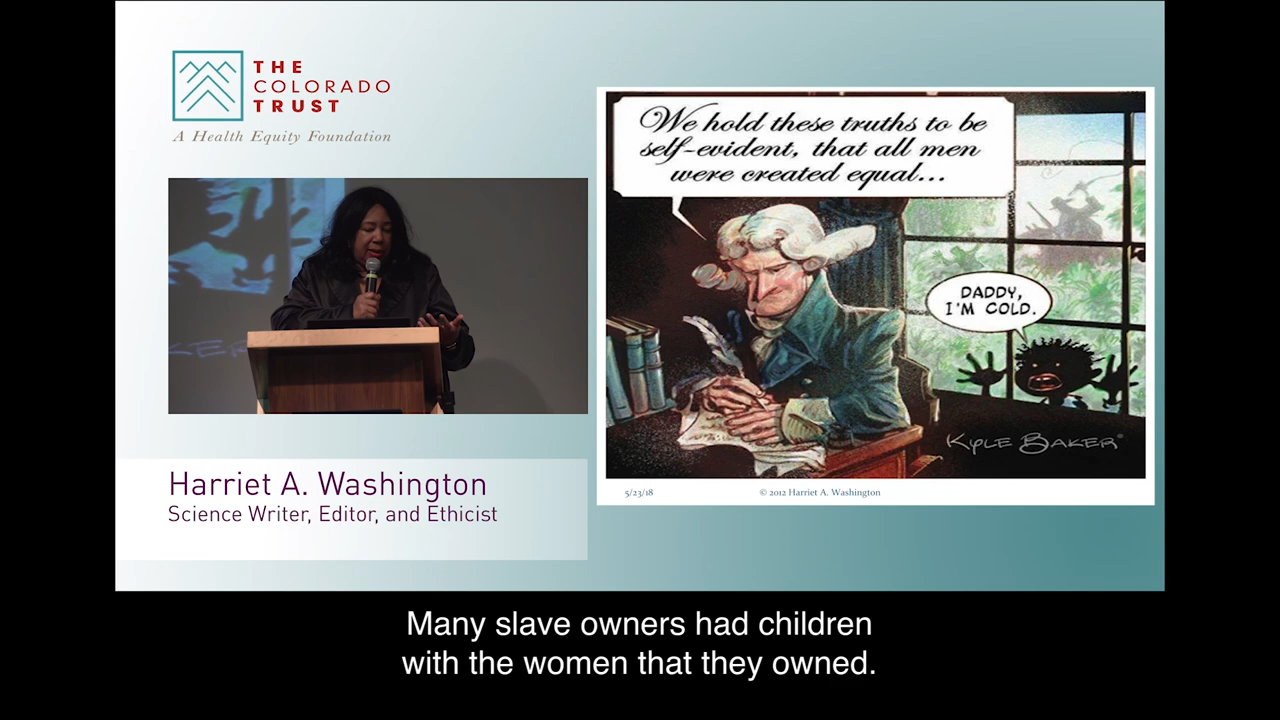 THE
COLORADO
TRUST
A Health Equity Foundation
We hold these truths to be
self-evident, that all men
were created equal...
DADDY,
I'M COLD.
KYLE BAKER
KER
Harriet A. Washington
Science Writer, Editor, and Ethicist
5/23/18
© 2012 Harriet A. Washington
Many slave owners had children
with the women that they owned.